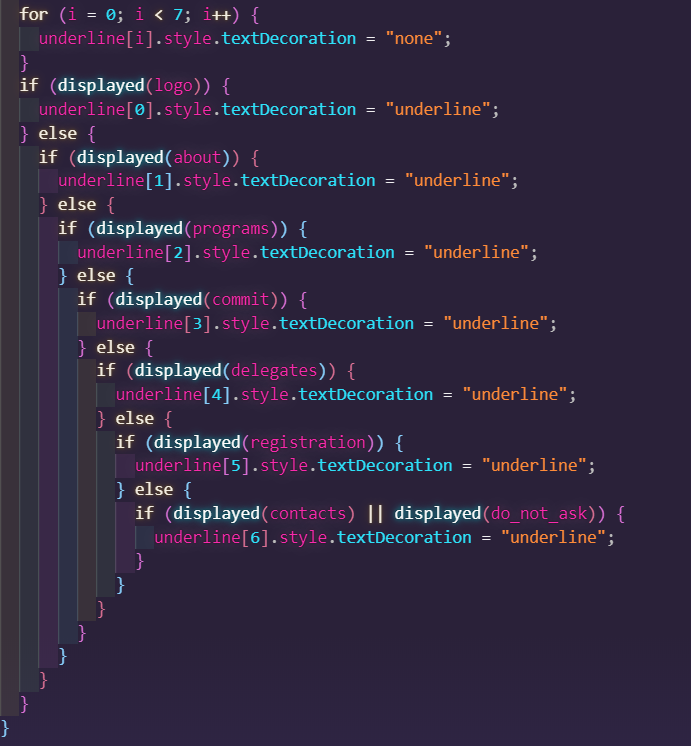 for (i = 0; i < 7; i++) {
underline[i].style.textDecoration = "none";
}
if (displayed(logo)) {
underline[0].style.textDecoration = "underline";
} else {
if (displayed(about)) {
underline[1].style.textDecoration = "underline";
} else {
if (displayed(programs)) {
underline[2].style.textDecoration = "underline";
} else {
if (displayed(commit)) {
underline[3].style.textDecoration = "underline";
} else {
if (displayed(delegates)) {
underline[4].style.textDecoration = "underline";
} else {
if (displayed(registration)) {
underline[5].style.textDecoration = "underline";
} else {
if (displayed(contacts) || displayed(do_not_ask)) {
underline[6].style.textDecoration = "underline";
}
}
}
}
}
}
}
}